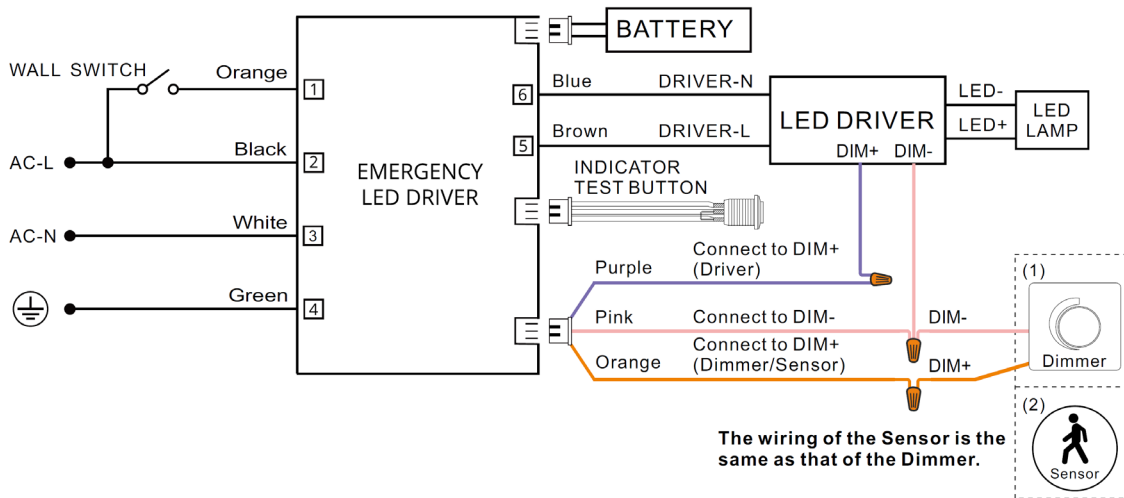 BATTERY
WALL SWITCH
Orange
1
6
Blue
DRIVER-N
LED DRIVER
LED-
LED+
LED
LAMP
5
Brown
DRIVER-L
DIM+
DIM-
AC-L
Black
2
EMERGENCY
LED DRIVER
INDICATOR
TEST BUTTON
AC-N
White
3
Purple
Connect to DIM+
(Driver)
Green
4
Pink
Connect to DIM-
DIM-
Orange
Connect to DIM+
(Dimmer/Sensor)
DIM+
(1)
Dimmer
(2)
Sensor
The wiring of the Sensor is the
same as that of the Dimmer.